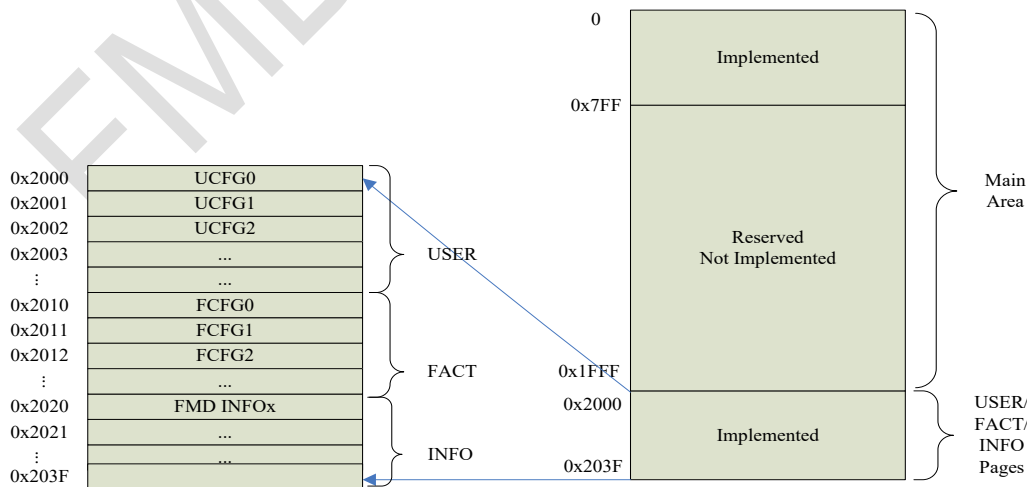 FMD
0x2000 UCFG0
0x2001 UCFG1
0x2002 UCFG2
0x2003 ...
⋮ ...
0x2010 FCFG0
0x2011 FCFG1
0x2012 FCFG2
⋮ ...
0x2020 FMD INFOx
0x2021 ...
⋮ ...
0x203F
USER
FACT
INFO
0
Implemented
0x7FF
Reserved
Not Implemented
0x1FFF
0x2000
Implemented
0x203F
Main
Area
USER/
FACT/
INFO
Pages